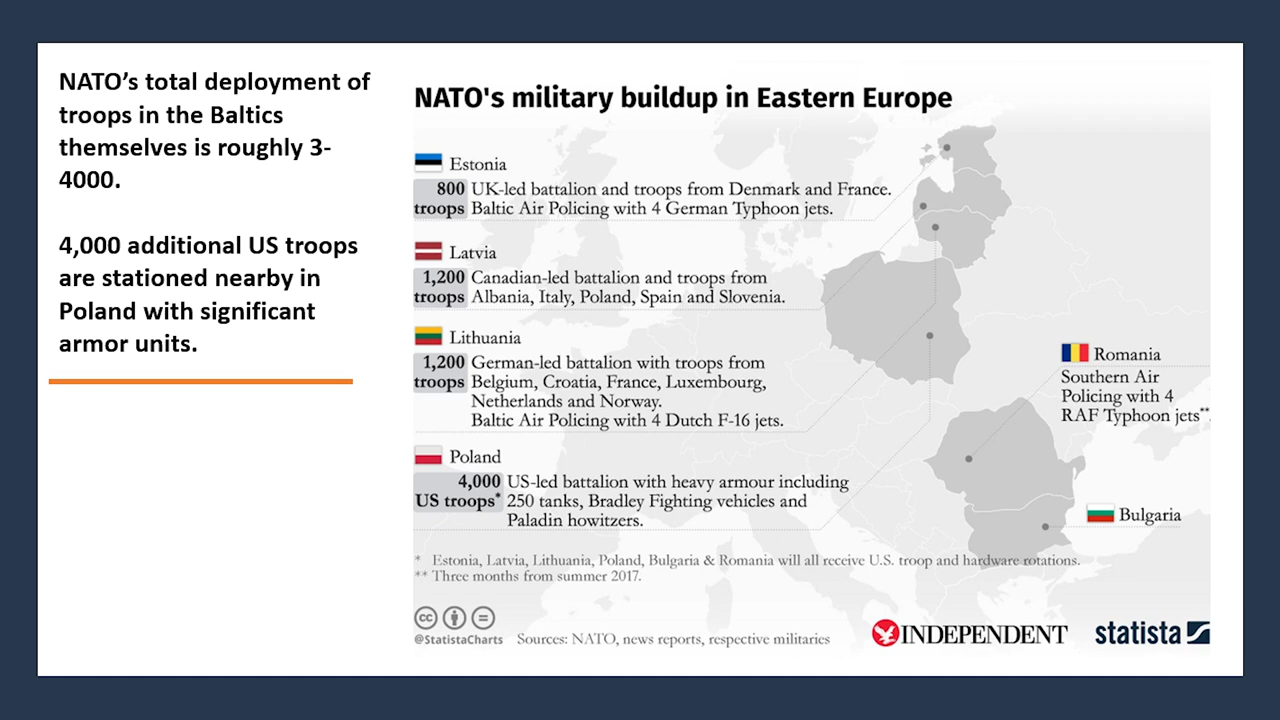 NATO’s total deployment of
troops in the Baltics
themselves is roughly 3-
4000.
4,000 additional US troops
are stationed nearby in
Poland with significant
armor units.
NATO's military buildup in Eastern Europe
Estonia
800 UK-led battalion and troops from Denmark and France.
troops Baltic Air Policing with 4 German Typhoon jets.
Latvia
1,200 Canadian-led battalion and troops from
troops Albania, Italy, Poland, Spain and Slovenia.
Lithuania
1,200 German-led battalion with troops from
troops Belgium, Croatia, France, Luxembourg,
Netherlands and Norway.
Baltic Air Policing with 4 Dutch F-16 jets.
Poland
4,000 US-led battalion with heavy armour including
US troops* 250 tanks, Bradley Fighting vehicles and
Paladin howitzers.
Romania
Southern Air
Policing with 4
RAF Typhoon jets**
Bulgaria
* Estonia, Latvia, Lithuania, Poland, Bulgaria & Romania will all receive U.S. troop and hardware rotations.
** Three months from summer 2017.
cc
@StatistaCharts Sources: NATO, news reports, respective militaries
INDEPENDENT
statista